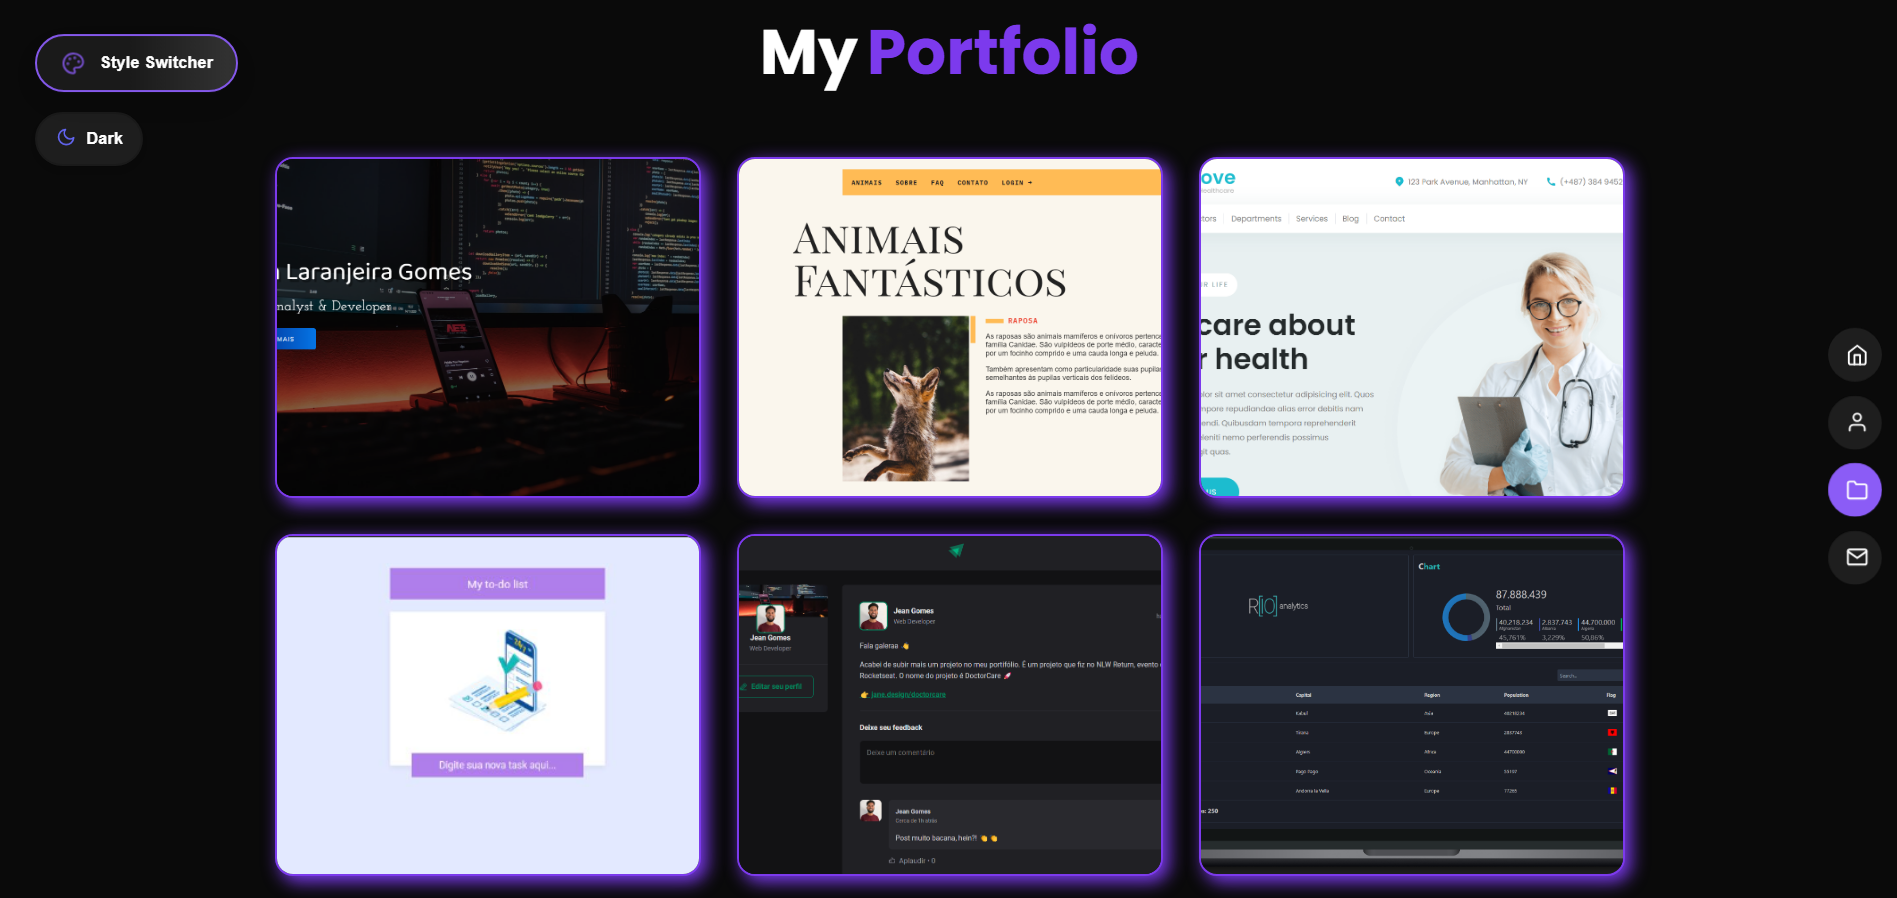 My Portfolio
Style Switcher
Dark
Laranjeira Gomes
nalyst & Developer
MAIS
ANIMAIS SOBRE FAQ CONTATO LOGIN →
ANIMAIS
FANTÁSTICOS
RAPOSA
As raposas são animais mamíferos e onívoros pertenc
família Canidae. São vulpídeos de porte médio, caracte
por um focinho comprido e uma cauda longa e peluda.
Também apresentam como particularidade suas pupila
semelhantes às pupilas verticais dos felídeos.
As raposas são animais mamíferos e onívoros pertenc
família Canidae. São vulpídeos de porte médio, caracte
por um focinho comprido e uma cauda longa e peluda.
ove
ealthcare
123 Park Avenue, Manhattan, NY
(+487) 384 9452
tors Departments Services Blog Contact
R LIFE
care about
r health
olor sit amet consectetur adipisicing elit. Quos
mpore repudiandae alias error debitis nam
endi. Quibusdam tempora reprehenderit
leniti nemo perferendis possimus
git quas.
US
My to-do list
Digite sua nova task aqui...
Jean Gomes
Web Developer
Editar seu perfil
Jean Gomes
Web Developer
Fala galeraa 👋
Acabei de subir mais um projeto no meu portifólio. É um projeto que fiz no NLW Return, evento
Rocketseat. O nome do projeto é DoctorCare 🚀
👉 jane.design/doctorcare
Deixe seu feedback
Deixe um comentário
Jean Gomes
Cerca de 1h atrás
Post muito bacana, hein?! 👏 👏
Aplaudir • 0
R[IO] analytics
Chart
87.888,439
Total
40,218,234 2,837,743 44,700,000
Afghanistan Albania Algeria
45,761% 3,229% 50,86%
Search...
Capital Region Population Flag
Kabul Asia 40218234
Tirana Europe 2837743
Algiers Africa 44700000
Pago Pago Oceania 55197
Andorra la Vella Europe 77265
: 250